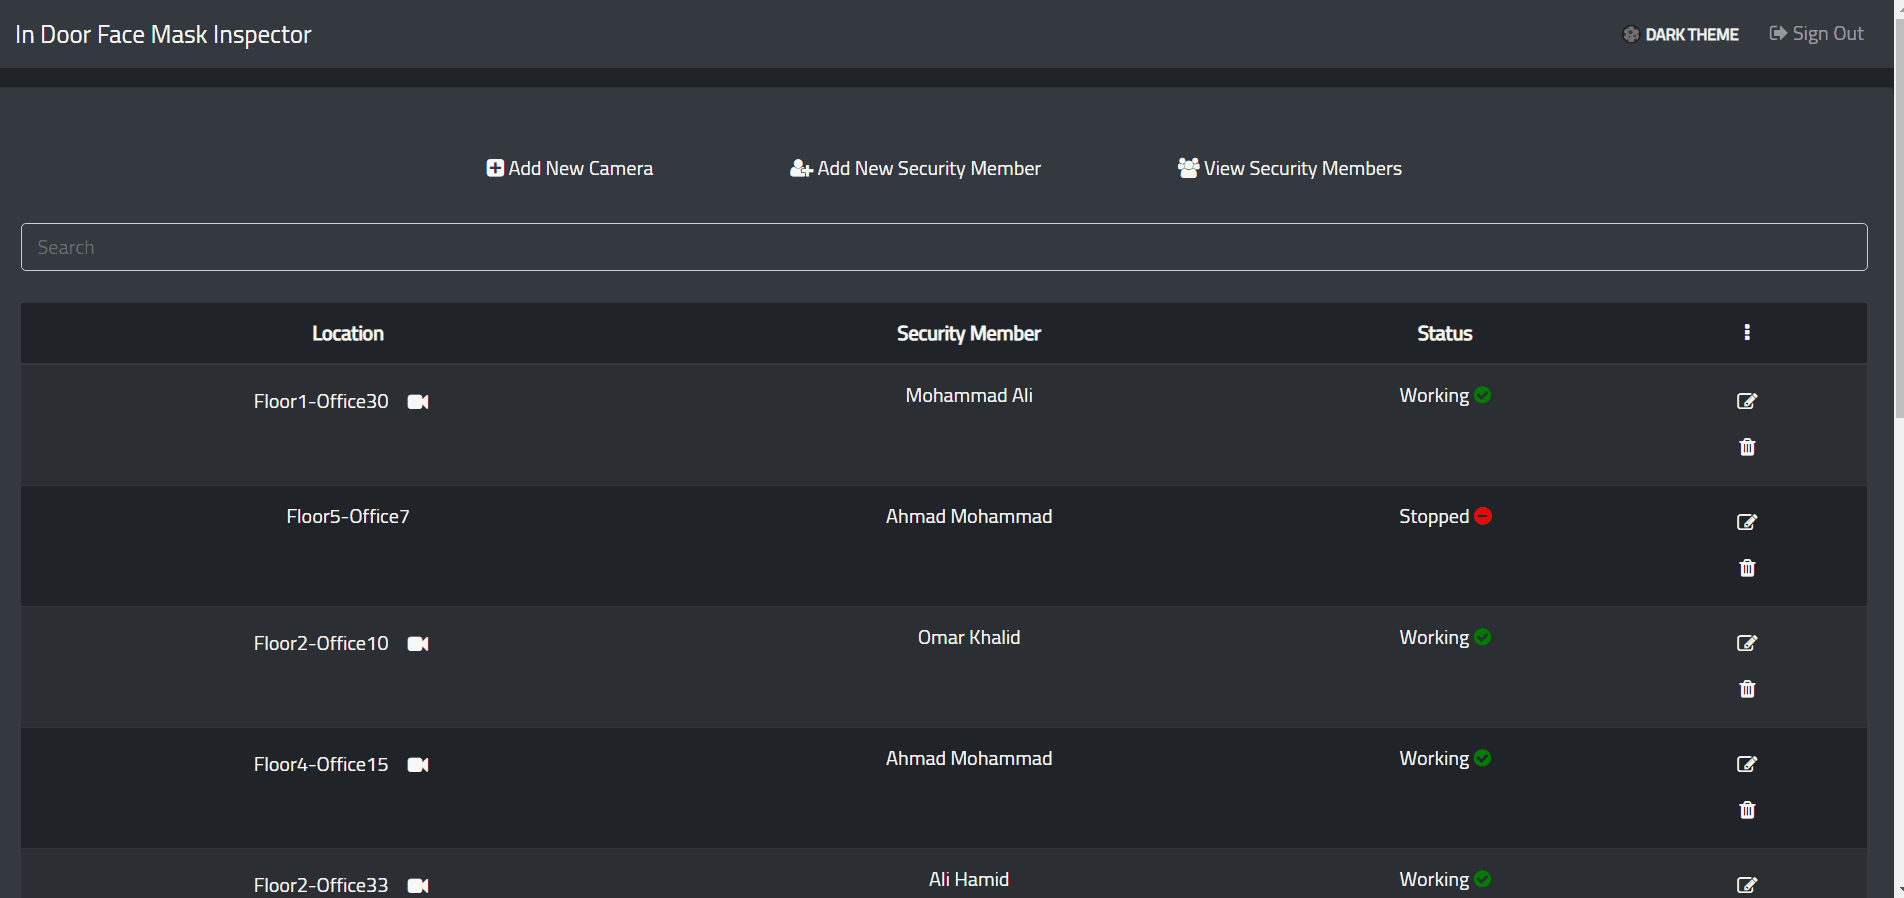 In Door Face Mask Inspector
DARK THEME
Sign Out
Add New Camera
Add New Security Member
View Security Members
Search
Location Security Member Status
Floor1-Office30 Mohammad Ali Working
Floor5-Office7 Ahmad Mohammad Stopped
Floor2-Office10 Omar Khalid Working
Floor4-Office15 Ahmad Mohammad Working
Floor2-Office33 Ali Hamid Working